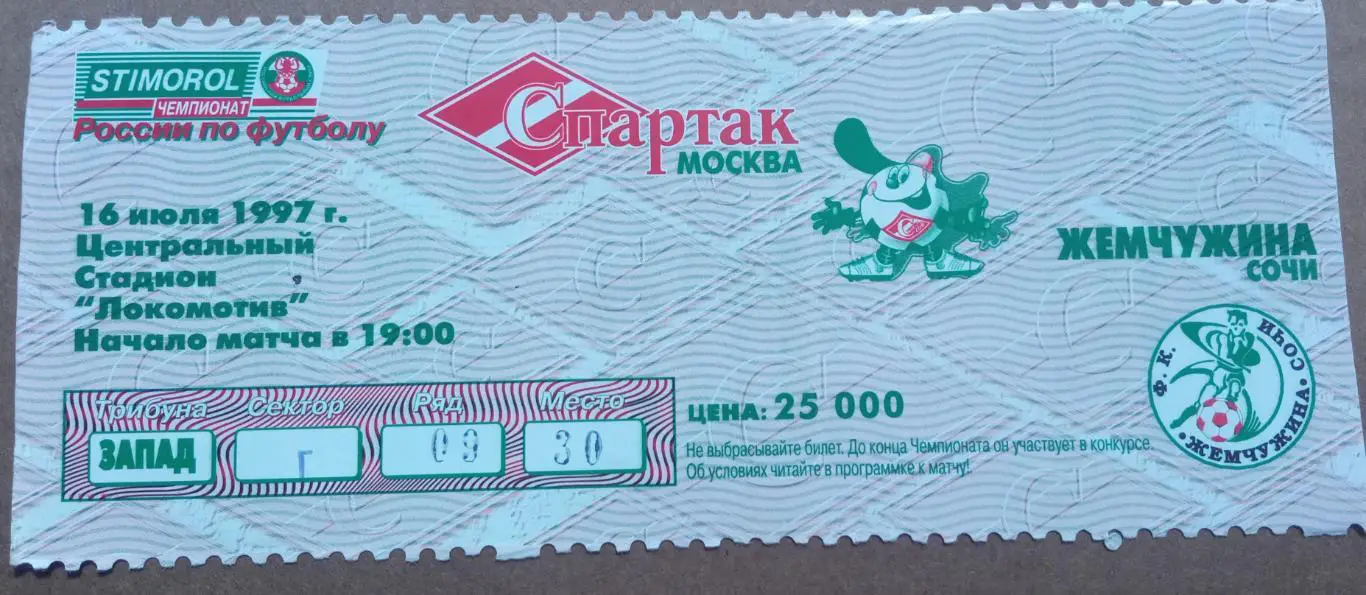 STIMOROL
ЧЕМПИОНАТ
России по футболу
Спартак
МОСКВА
16 июля 1997 г.
Центральный
Стадион
"Локомотив"
Начало матча в 19:00
ЖЕМЧУЖИНА
СОЧИ
Трибуна Сектор Ряд Место
ЗАПАД Г 09 30
ЦЕНА: 25 000
Не выбрасывайте билет. До конца Чемпионата он участвует в конкурсе.
Об условиях читайте в программке к матчу!
Ф.К. ·ЖЕМЧУЖИНА· СОЧИ